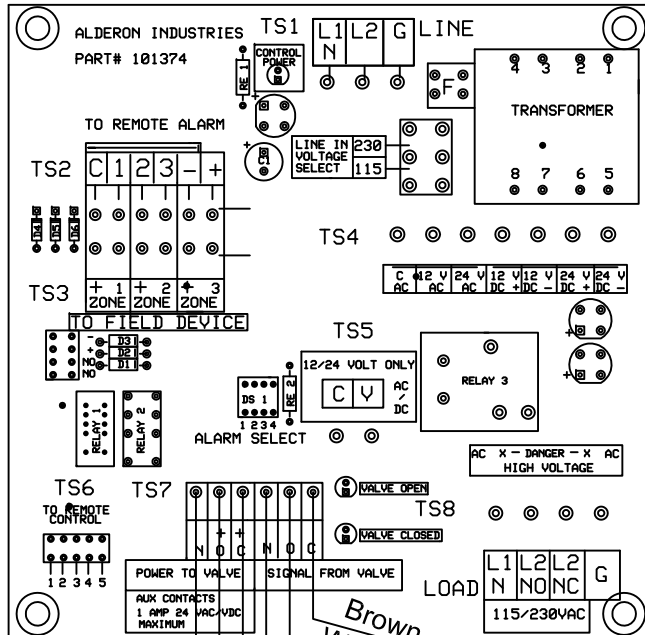 ALDERON INDUSTRIES
PART# 101374
TS1
CONTROL
POWER
RE 1
L1 L2 G
N
LINE
F
4 3 2 1
TRANSFORMER
8 7 6 5
TO REMOTE ALARM
C1
LINE IN
VOLTAGE
SELECT
230
115
TS2
C 1 2 3 - +
D4 D5 D6
TS4
C
AC
12 V
AC
24 V
AC
12 V
DC +
12 V
DC -
24 V
DC +
24 V
DC -
TS3
+ 1
ZONE
+ 2
ZONE
+ 3
ZONE
TO FIELD DEVICE
-
+
NO
NO
D3
D2
D1
TS5
12/24 VOLT ONLY
C V
AC
/
DC
RELAY 3
DS 1
1 2 3 4
RE 2
ALARM SELECT
RELAY 1
RELAY 2
AC X - DANGER - X AC
HIGH VOLTAGE
TS6
TO REMOTE
CONTROL
1 2 3 4 5
TS7
+ +
N O C N O C
VALVE OPEN
VALVE CLOSED
TS8
POWER TO VALVE
SIGNAL FROM VALVE
AUX CONTACTS
1 AMP 24 VAC/VDC
MAXIMUM
LOAD
L1
N
L2
NO
L2
NC
G
115/230VAC
Brown